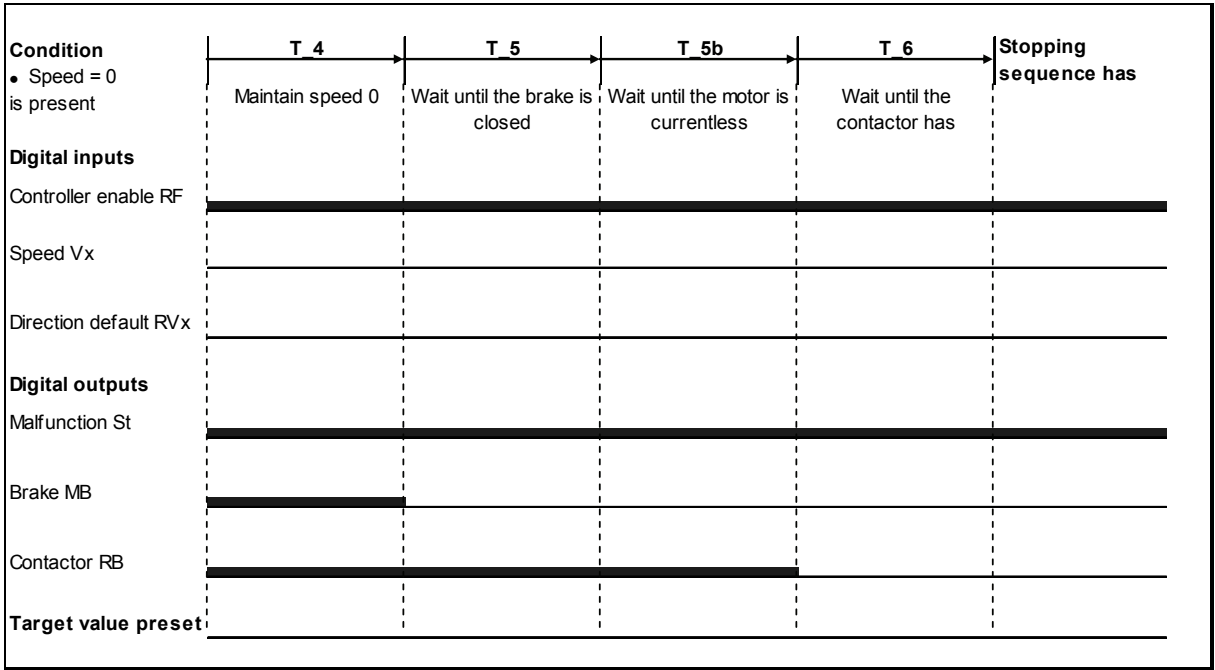 Condition
• Speed = 0
is present
T_4
T_5
T_5b
T_6
Stopping
sequence has
Maintain speed 0
Wait until the brake is
closed
Wait until the motor is
currentless
Wait until the
contactor has
Digital inputs
Controller enable RF
Speed Vx
Direction default RVx
Digital outputs
Malfunction St
Brake MB
Contactor RB
Target value preset